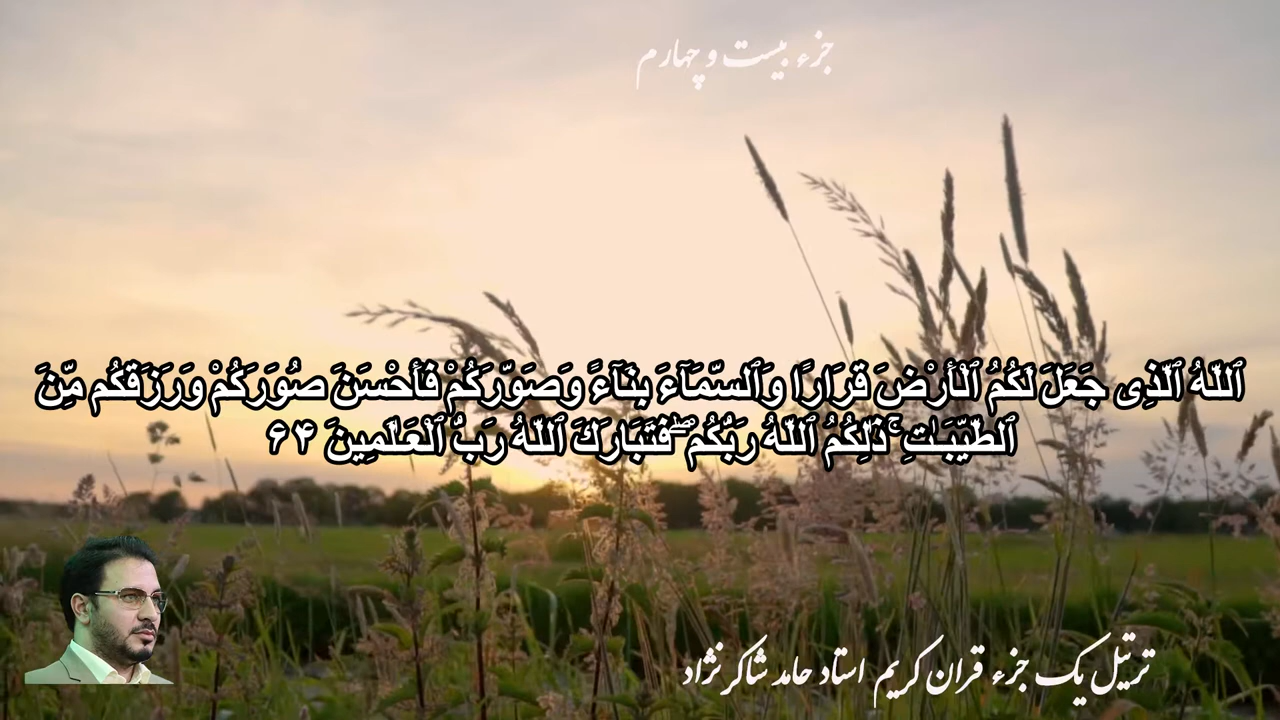 جزء بیست و چهارم
ٱللَّهُ ٱلَّذِى جَعَلَ لَكُمُ ٱلْأَرْضَ قَرَارًا وَٱلسَّمَآءَ بِنَآءً وَصَوَّرَكُمْ فَأَحْسَنَ صُوَرَكُمْ وَرَزَقَكُم مِّنَ
ٱلطَّيِّبَـٰتِ ۚ ذَٰلِكُمُ ٱللَّهُ رَبُّكُمْ ۖ فَتَبَارَكَ ٱللَّهُ رَبُّ ٱلْعَـٰلَمِينَ ۶۴
ترتیل یک جزء قران کریم استاد حامد شاکرنژاد